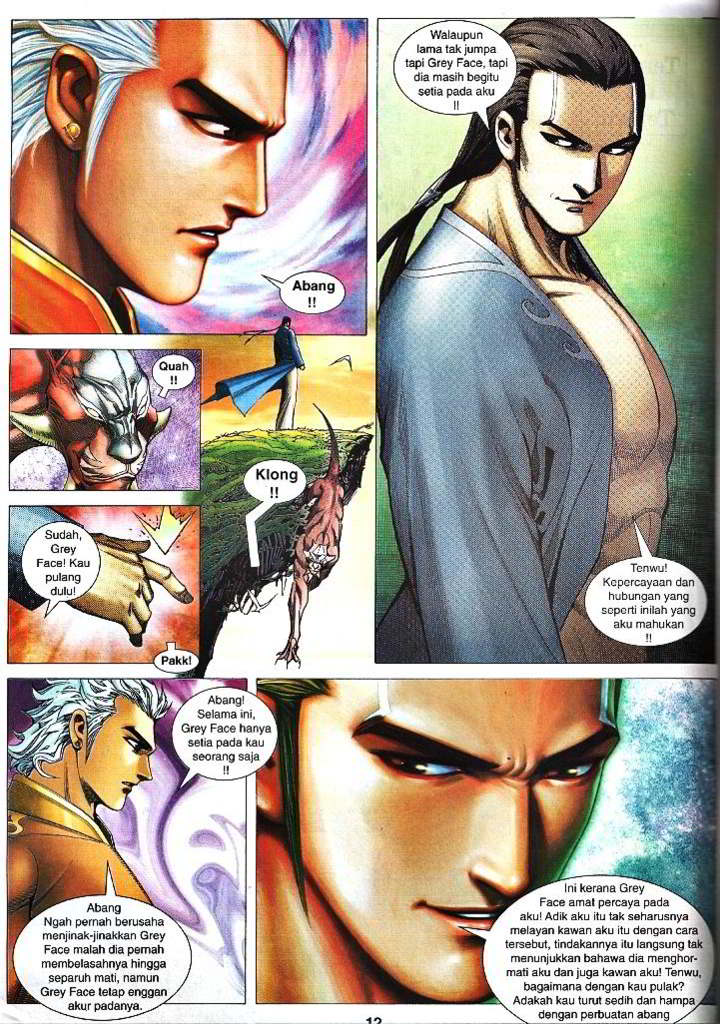 Abang
!!
Walaupun
lama tak jumpa
tapi Grey Face, tapi
dia masih begitu
setia pada aku
!!
Quah
!!
Klong
Sudah,
Grey
Face! Kau
pulang
dulu!
Pakk!
Tenwu!
Kepercayaan dan
hubungan yang
seperti inilah yang
aku mahukan
!!
Abang!
Selama ini,
Grey Face hanya
setia pada kau
seorang saja
!!
Abang
Ngah pernah berusaha
menjinak-jinakkan Grey
Face malah dia pernah
membelasahnya hingga
separuh mati, namun
Grey Face tetap enggan
akur padanya.
Ini kerana Grey
Face amat percaya pada
aku! Adik aku itu tak seharusnya
melayan kawan aku itu dengan cara
tersebut, tindakannya itu langsung tak
menunjukkan bahawa dia menghor-
mati aku dan juga kawan aku! Tenwu,
bagaimana dengan kau pulak?
Adakah kau turut sedih dan hampa
dengan perbuatan abang
12